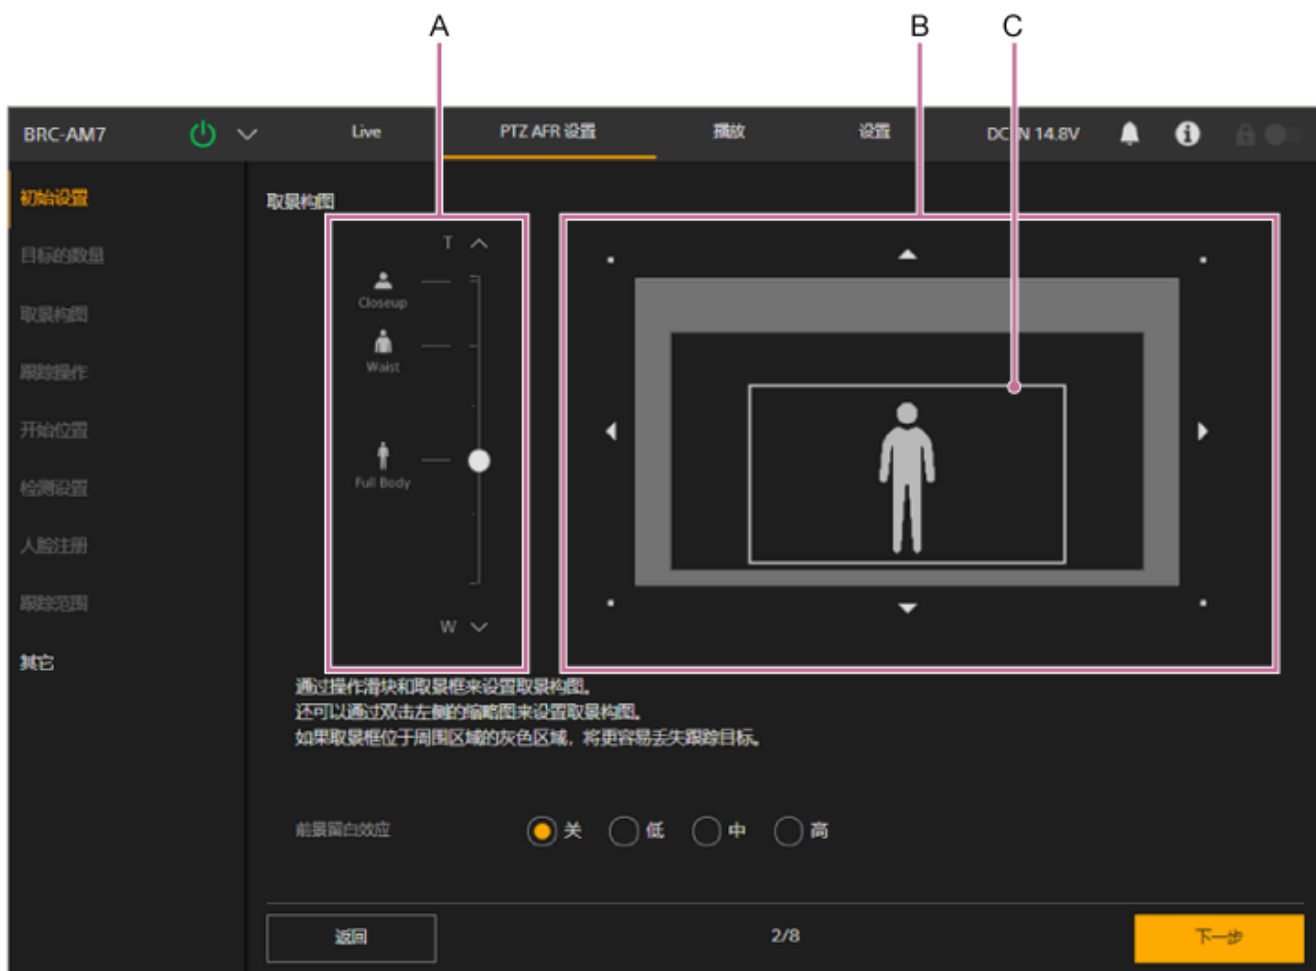 A B C
BRC-AM7 Live PTZ AFR 设置 播放 设置 DC IN 14.8V
初始设置
目标的数量
取景构图
跟踪操作
开始位置
检测设置
人脸注册
跟踪范围
其它
取景构图
T
Closeup
Waist
Full Body
W
通过操作滑块和取景框来设置取景构图。
还可以通过双击左侧的缩略图来设置取景构图。
如果取景框位于周围区域的灰色区域，将更容易丢失跟踪目标。
前景留白效应 关 低 中 高
返回 2/8 下一步